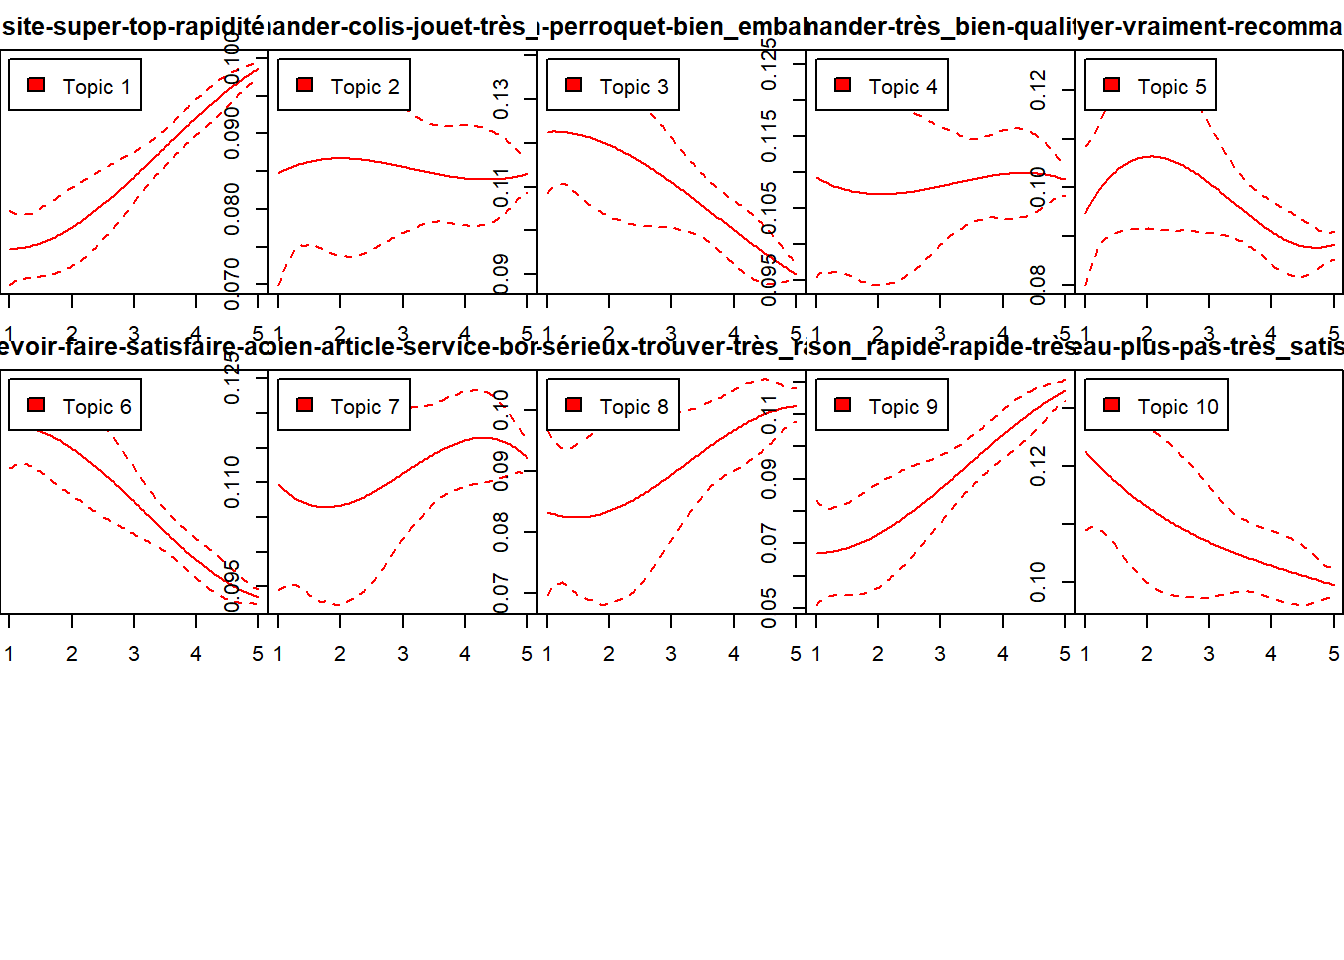 site-super-top-rapidité
ander-colis-jouet-très_
-perroquet-bien_embal
nander-très_bien-qualit
yer-vraiment-recomma
Topic 1
Topic 2
Topic 3
Topic 4
Topic 5
0.070 0.080 0.090 0.100
0.09 0.11 0.13
0.095 0.105 0.115 0.125
0.08 0.10 0.12
1 2 3 4 5
1 2 3 4 5
1 2 3 4 5
1 2 3 4 5
1 2 3 4 5
evoir-faire-satisfaire-ac
bien-article-service-bon
-sérieux-trouver-très_ra
son_rapide-rapide-très
eau-plus-pas-très_satis
Topic 6
Topic 7
Topic 8
Topic 9
Topic 10
0.095 0.110 0.125
0.07 0.08 0.09 0.10
0.05 0.07 0.09 0.11
0.10 0.12
1 2 3 4 5
1 2 3 4 5
1 2 3 4 5
1 2 3 4 5
1 2 3 4 5